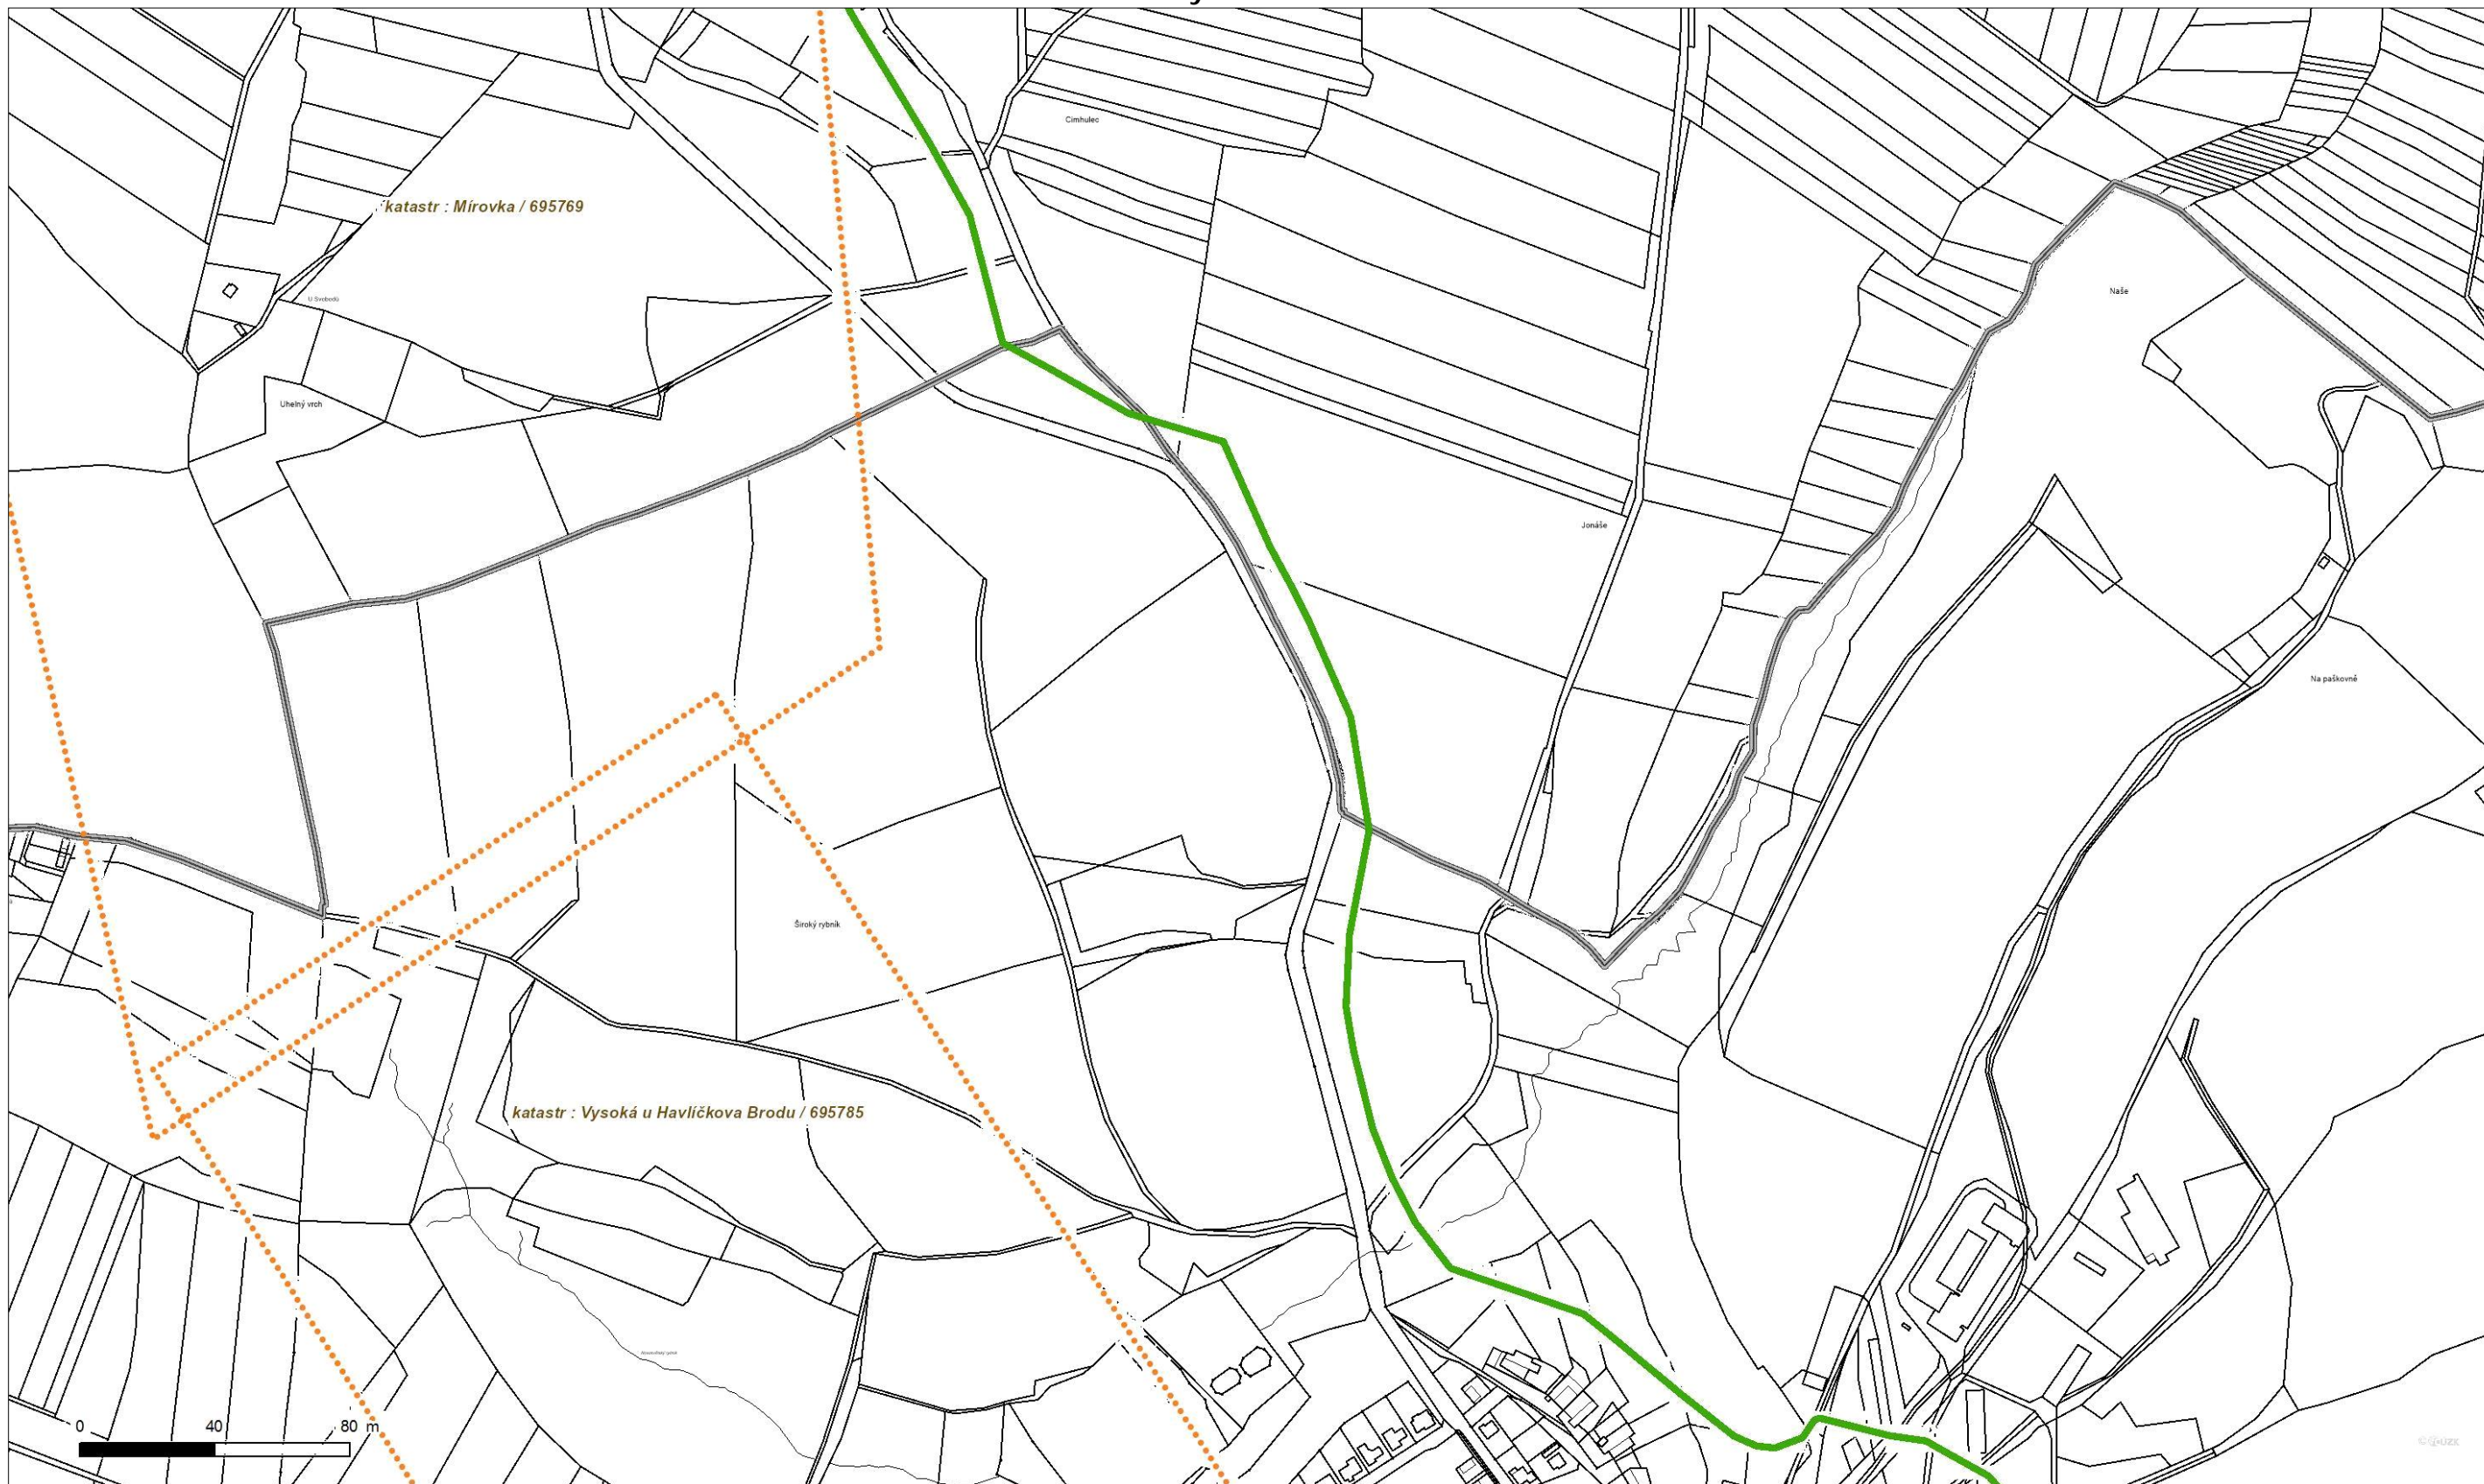 Cimhulec
katastr : Mírovka / 695769
Naše
U Svobodů
Uhelný vrch
Jonáše
Na paškovně
Široký rybník
katastr : Vysoká u Havlíčkova Brodu / 695785
0 40 80 m